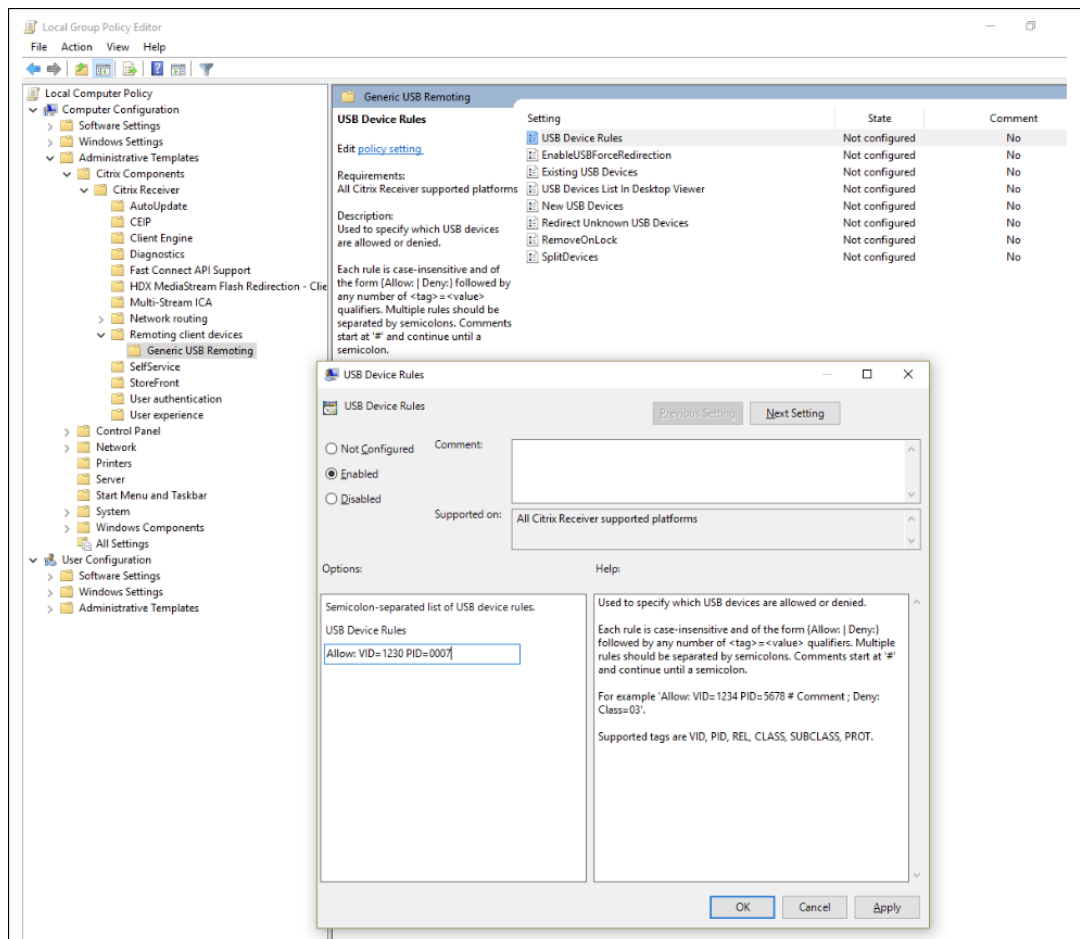 Local Group Policy Editor
File Action View Help
Local Computer Policy
Computer Configuration
Software Settings
Windows Settings
Administrative Templates
Citrix Components
Citrix Receiver
AutoUpdate
CEIP
Client Engine
Diagnostics
Fast Connect API Support
HDX MediaStream Flash Redirection - Clie
Multi-Stream ICA
Network routing
Remoting client devices
Generic USB Remoting
SelfService
StoreFront
User authentication
User experience
Control Panel
Network
Printers
Server
Start Menu and Taskbar
System
Windows Components
All Settings
User Configuration
Software Settings
Windows Settings
Administrative Templates
Generic USB Remoting
USB Device Rules
Edit policy setting
Requirements:
All Citrix Receiver supported platforms
Description:
Used to specify which USB devices
are allowed or denied.
Each rule is case-insensitive and of
the form {Allow: | Deny:} followed by
any number of <tag>=<value>
qualifiers. Multiple rules should be
separated by semicolons. Comments
start at '#' and continue until a
semicolon.
Setting State Comment
USB Device Rules Not configured No
EnableUSBForceRedirection Not configured No
Existing USB Devices Not configured No
USB Devices List In Desktop Viewer Not configured No
New USB Devices Not configured No
Redirect Unknown USB Devices Not configured No
RemoveOnLock Not configured No
SplitDevices Not configured No
USB Device Rules
USB Device Rules
Previous Setting Next Setting
Not Configured
Enabled
Disabled
Comment:
Supported on: All Citrix Receiver supported platforms
Options:
Semicolon-separated list of USB device rules.
USB Device Rules
Allow: VID=1230 PID=0007
Help:
Used to specify which USB devices are allowed or denied.
Each rule is case-insensitive and of the form {Allow: | Deny:}
followed by any number of <tag>=<value> qualifiers. Multiple
rules should be separated by semicolons. Comments start at '#'
and continue until a semicolon.
For example 'Allow: VID=1234 PID=5678 # Comment ; Deny:
Class=03'.
Supported tags are VID, PID, REL, CLASS, SUBCLASS, PROT.
OK Cancel Apply